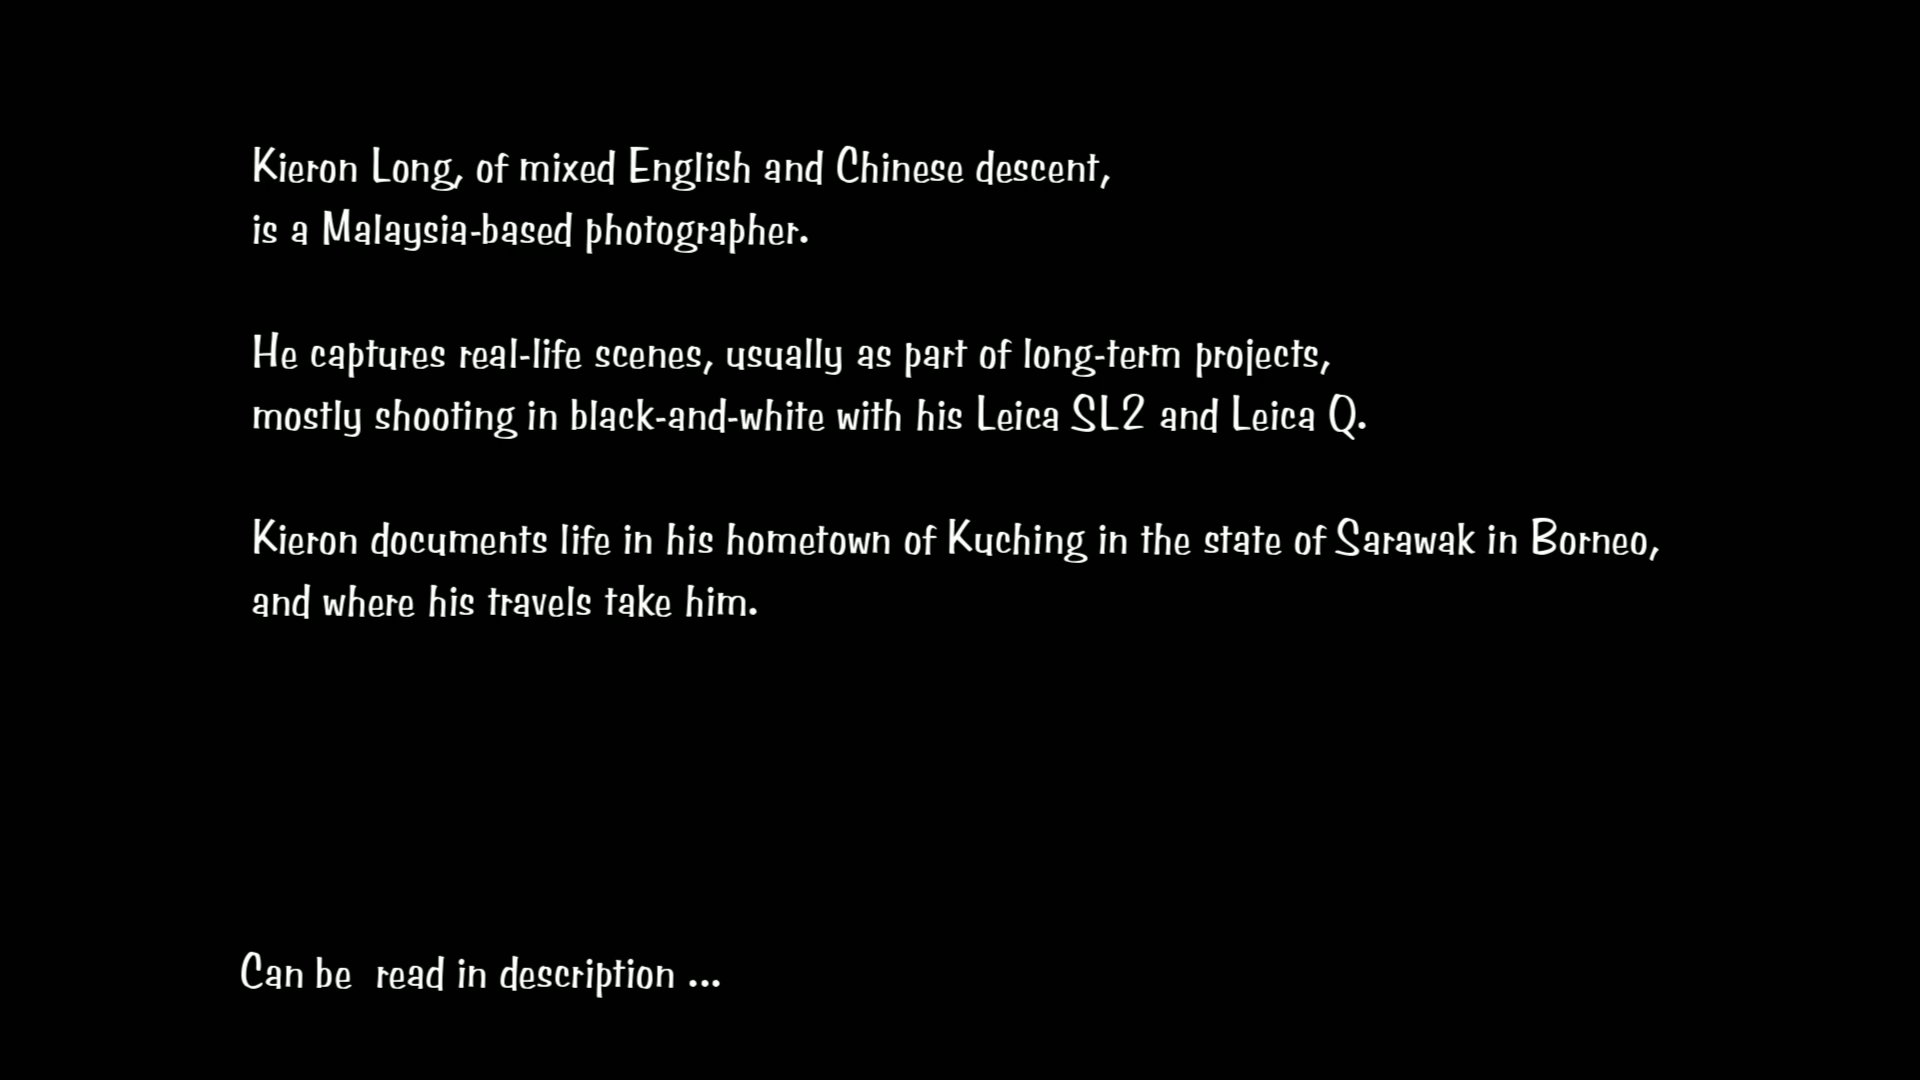 Kieron Long, of mixed English and Chinese descent,
is a Malaysia-based photographer.
He captures real-life scenes, usually as part of long-term projects,
mostly shooting in black-and-white with his Leica SL2 and Leica Q.
Kieron documents life in his hometown of Kuching in the state of Sarawak in Borneo,
and where his travels take him.
Can be  read in description ...